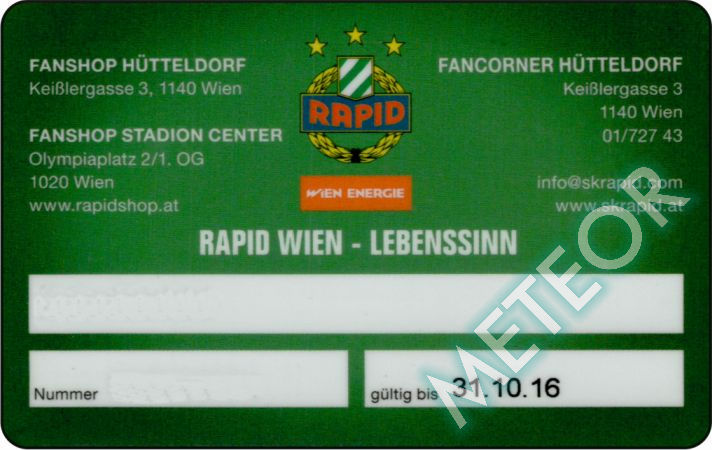 FANSHOP HÜTTELDORF
Keißlergasse 3, 1140 Wien
FANSHOP STADION CENTER
Olympiaplatz 2/1. OG
1020 Wien
www.rapidshop.at
RAPID
WIEN ENERGIE
FANCORNER HÜTTELDORF
Keißlergasse 3
1140 Wien
01/727 43
info@skrapid.com
www.skrapid.at
RAPID WIEN - LEBENSSINN
Nummer
gültig bis 31.10.16
METEOR